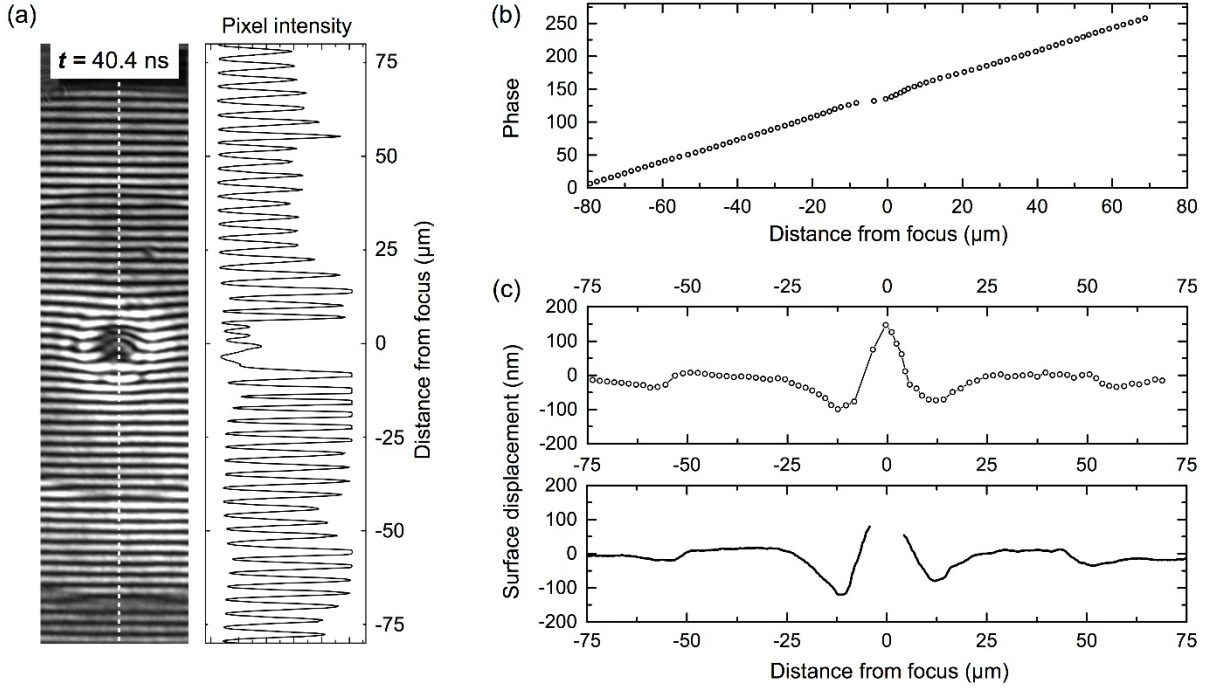 (a)
Pixel intensity
t = 40.4 ns
75
50
25
0
-25
-50
-75
Distance from focus (µm)
(b)
250
200
150
100
50
0
Phase
-80 -60 -40 -20 0 20 40 60 80
Distance from focus (µm)
(c)
-75 -50 -25 0 25 50 75
200
100
0
-100
-200
-75 -50 -25 0 25 50 75
Surface displacement (nm)
200
100
0
-100
-200
-75 -50 -25 0 25 50 75
Distance from focus (µm)